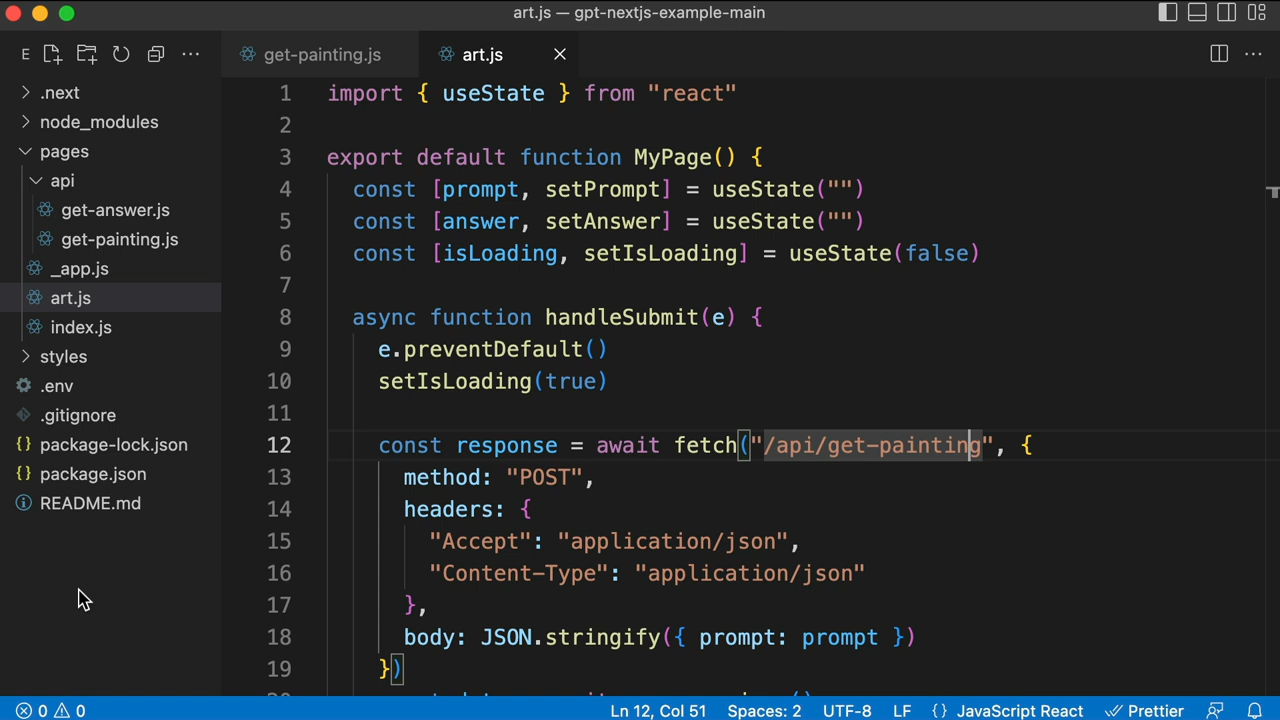 art.js — gpt-nextjs-example-main
E
get-painting.js
art.js
.next
node_modules
pages
api
get-answer.js
get-painting.js
_app.js
art.js
index.js
styles
.env
.gitignore
package-lock.json
package.json
README.md
1 import { useState } from "react"
2
3 export default function MyPage() {
4 const [prompt, setPrompt] = useState("")
5 const [answer, setAnswer] = useState("")
6 const [isLoading, setIsLoading] = useState(false)
7
8 async function handleSubmit(e) {
9 e.preventDefault()
10 setIsLoading(true)
11
12 const response = await fetch("/api/get-painting", {
13 method: "POST",
14 headers: {
15 "Accept": "application/json",
16 "Content-Type": "application/json"
17 },
18 body: JSON.stringify({ prompt: prompt })
19 })
0 0
Ln 12, Col 51 Spaces: 2 UTF-8 LF {} JavaScript React Prettier